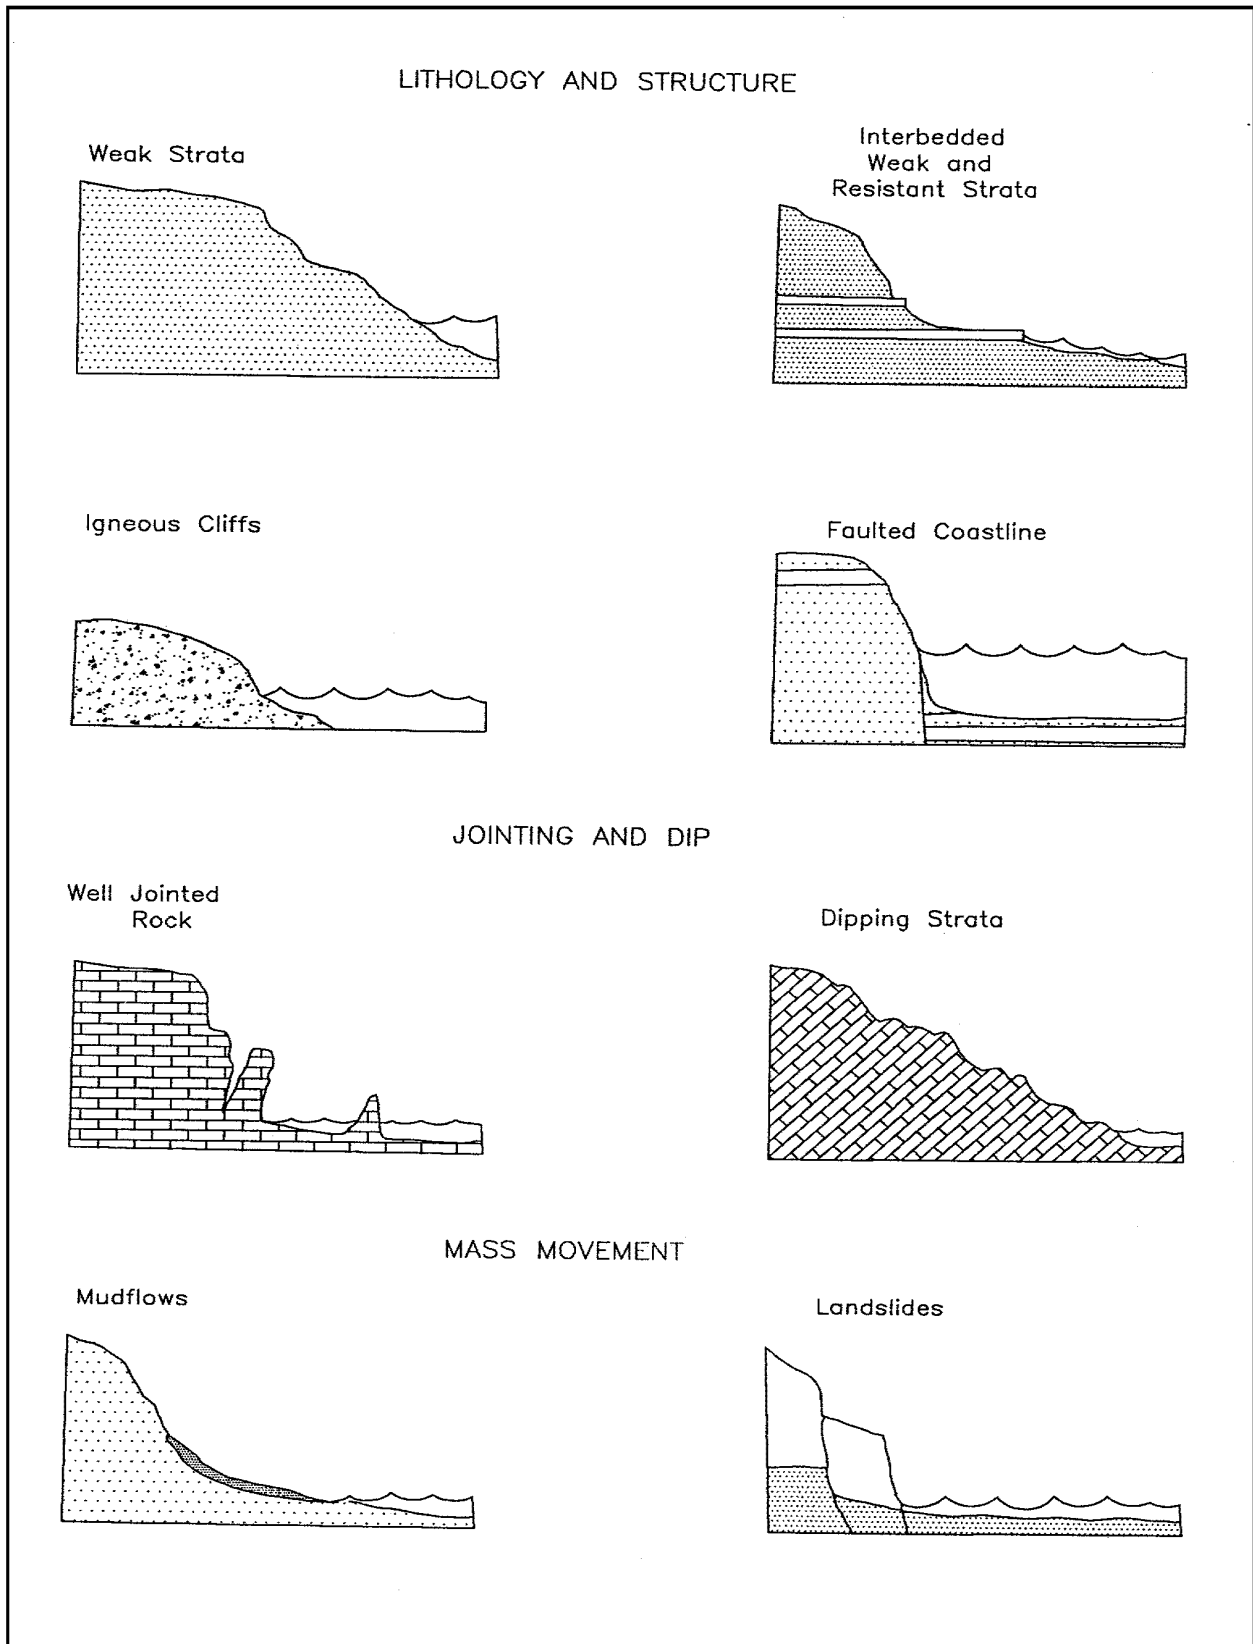 LITHOLOGY AND STRUCTURE
Weak Strata
Interbedded
Weak and
Resistant Strata
Igneous Cliffs
Faulted Coastline
JOINTING AND DIP
Well Jointed
Rock
Dipping Strata
MASS MOVEMENT
Mudflows
Landslides